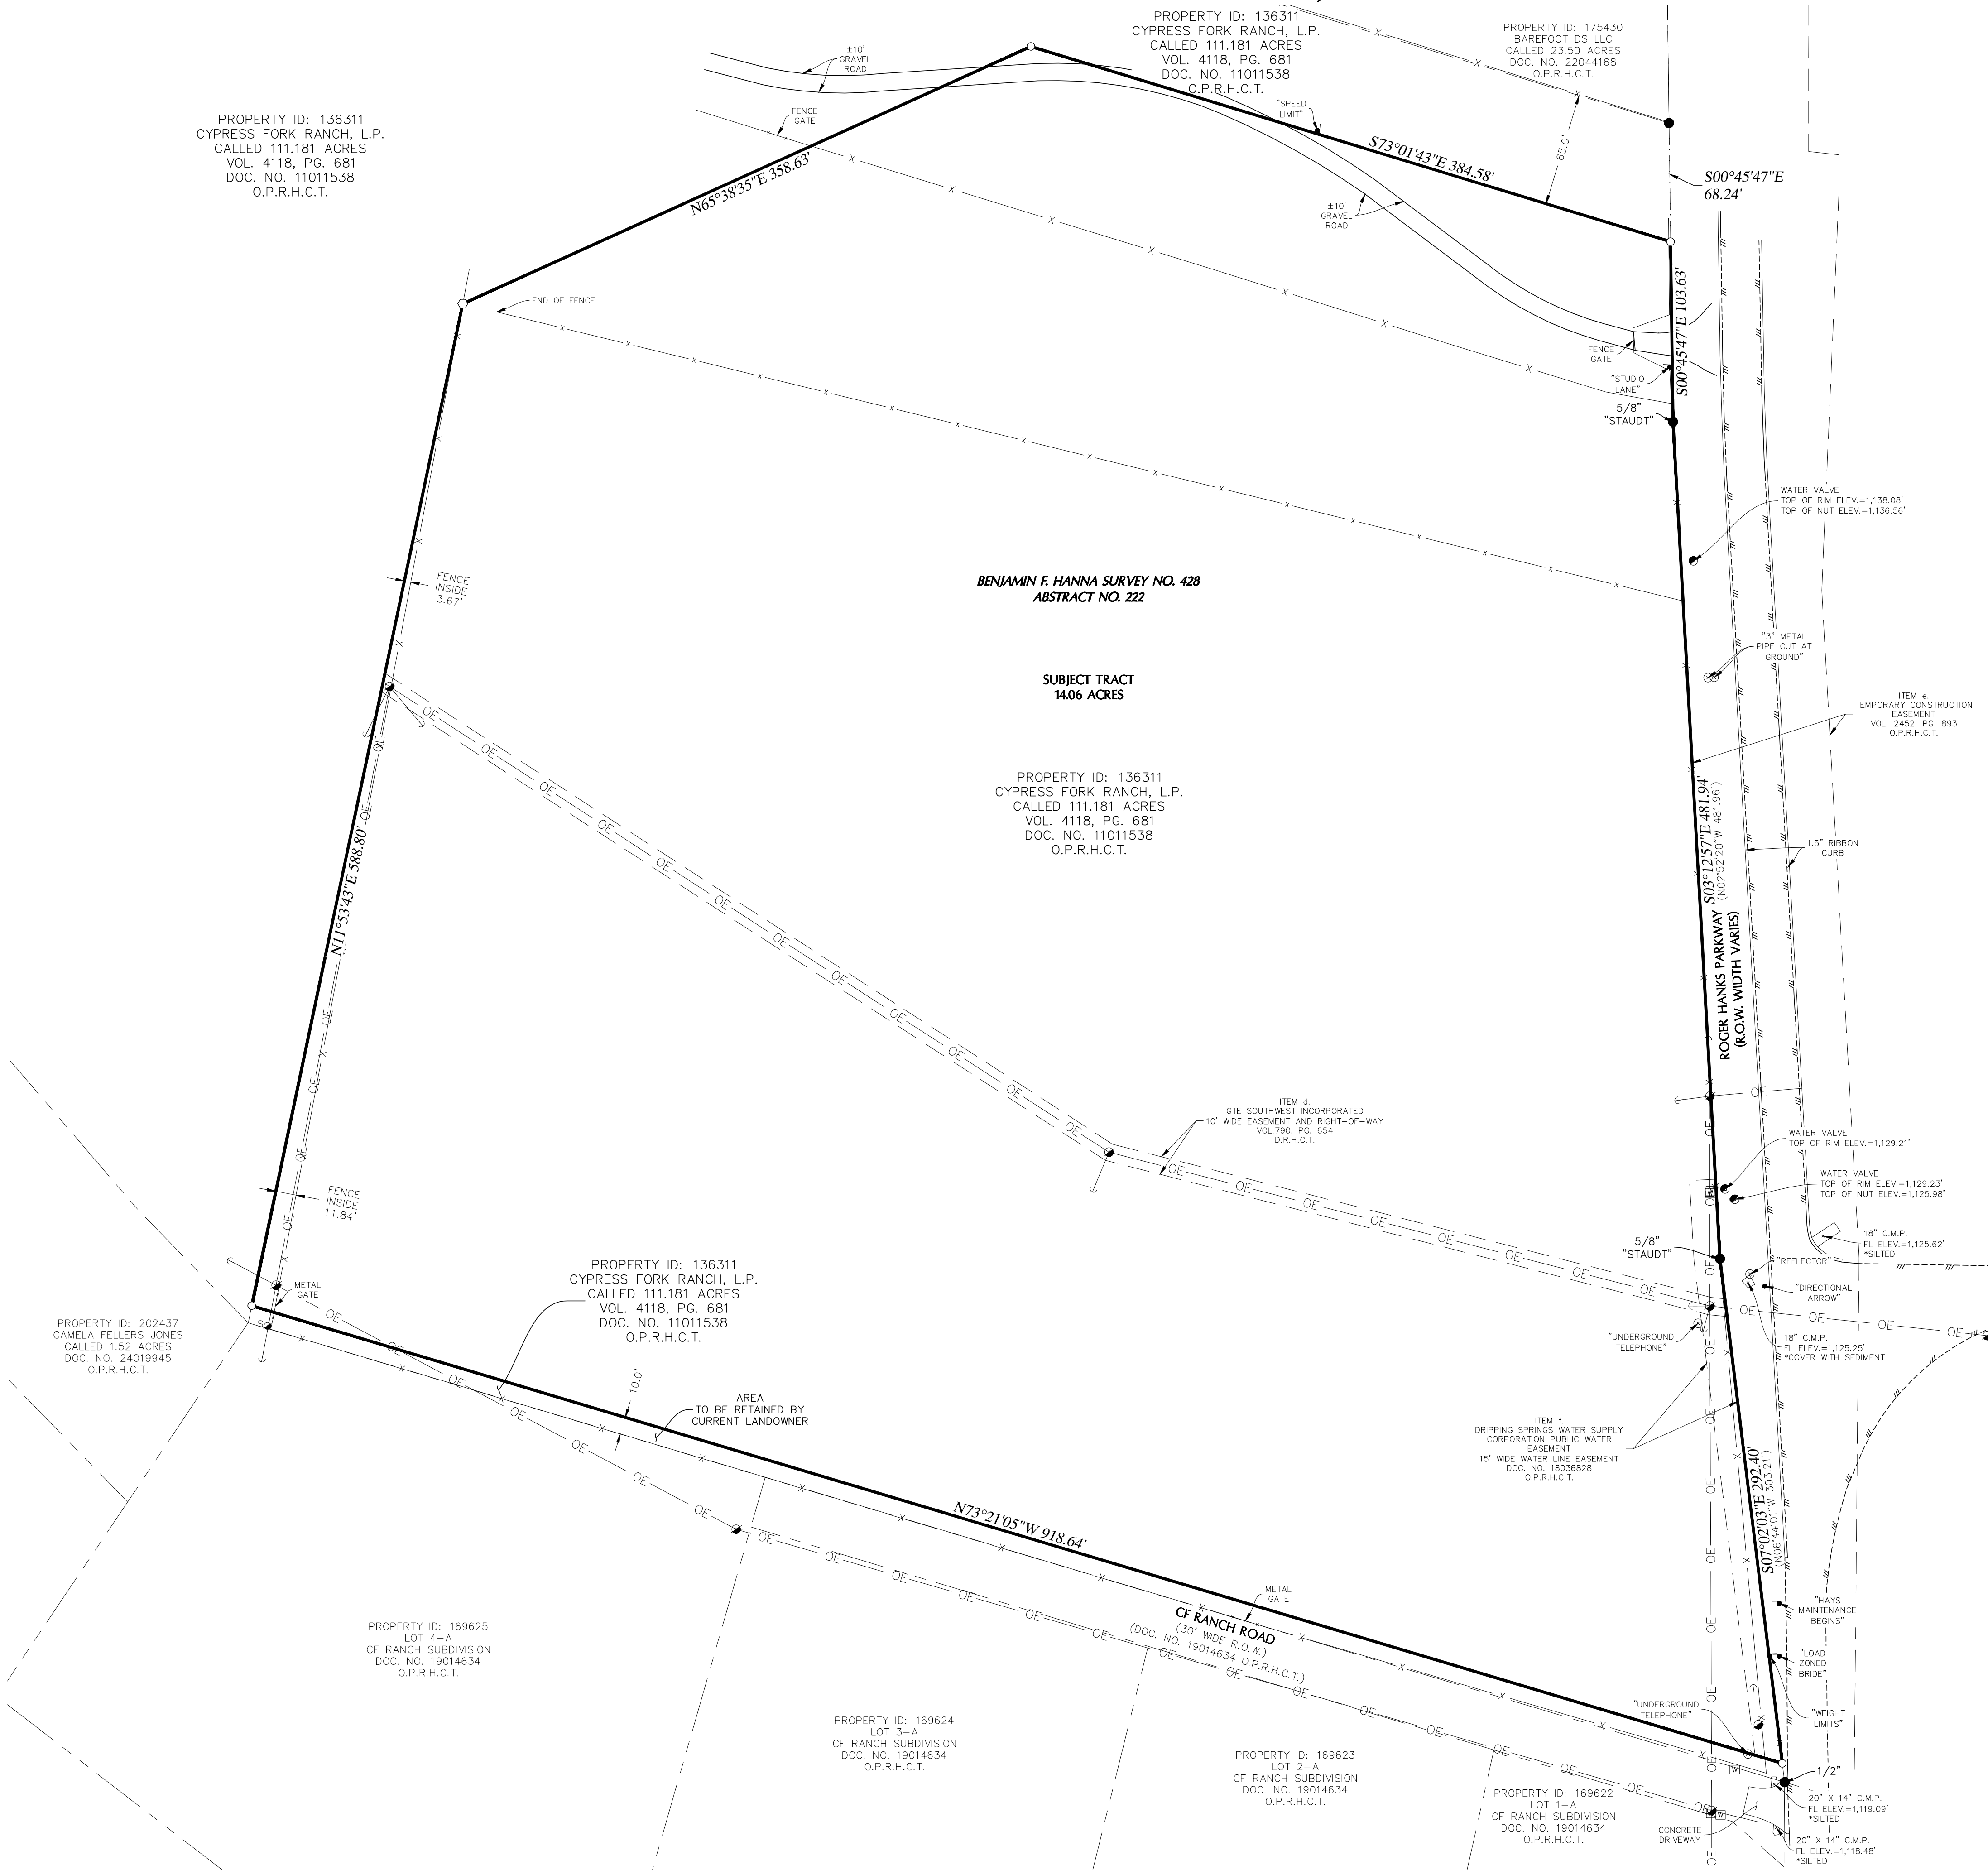 PROPERTY ID: 136311
CYPRESS FORK RANCH, L.P.
CALLED 111.181 ACRES
VOL. 4118, PG. 681
DOC. NO. 11011538
O.P.R.H.C.T.
PROPERTY ID: 175430
BAREFOOT DS LLC
CALLED 23.50 ACRES
DOC. NO. 22044168
O.P.R.H.C.T.
±10'
GRAVEL
ROAD
PROPERTY ID: 136311
CYPRESS FORK RANCH, L.P.
CALLED 111.181 ACRES
VOL. 4118, PG. 681
DOC. NO. 11011538
O.P.R.H.C.T.
FENCE
GATE
"SPEED
LIMIT"
65.0'
N65°38'35"E 358.63'
S73°01'43"E 384.58'
S00°45'47"E
68.24'
±10'
GRAVEL
ROAD
END OF FENCE
S00°45'47"E 103.63'
FENCE
GATE
"STUDIO
LANE"
5/8"
"STAUDT"
WATER VALVE
TOP OF RIM ELEV.=1,138.08'
TOP OF NUT ELEV.=1,136.56'
FENCE
INSIDE
3.67'
BENJAMIN F. HANNA SURVEY NO. 428
ABSTRACT NO. 222
"3" METAL
PIPE CUT AT
GROUND"
SUBJECT TRACT
14.06 ACRES
ITEM e.
TEMPORARY CONSTRUCTION
EASEMENT
VOL. 2452, PG. 893
O.P.R.H.C.T.
PROPERTY ID: 136311
CYPRESS FORK RANCH, L.P.
CALLED 111.181 ACRES
VOL. 4118, PG. 681
DOC. NO. 11011538
O.P.R.H.C.T.
N11°53'43"E 588.80'
S03°12'57"E 481.94'
(N02°52'20"W 481.96')
1.5" RIBBON
CURB
ROGER HANKS PARKWAY
(R.O.W. WIDTH VARIES)
ITEM d.
GTE SOUTHWEST INCORPORATED
10' WIDE EASEMENT AND RIGHT-OF-WAY
VOL.790, PG. 654
D.R.H.C.T.
WATER VALVE
TOP OF RIM ELEV.=1,129.21'
WATER VALVE
TOP OF RIM ELEV.=1,129.23'
TOP OF NUT ELEV.=1,125.98'
FENCE
INSIDE
11.84'
18" C.M.P.
FL ELEV.=1,125.62'
*SILTED
5/8"
"STAUDT"
"REFLECTOR"
"DIRECTIONAL
ARROW"
METAL
GATE
PROPERTY ID: 136311
CYPRESS FORK RANCH, L.P.
CALLED 111.181 ACRES
VOL. 4118, PG. 681
DOC. NO. 11011538
O.P.R.H.C.T.
PROPERTY ID: 202437
CAMELA FELLERS JONES
CALLED 1.52 ACRES
DOC. NO. 24019945
O.P.R.H.C.T.
"UNDERGROUND
TELEPHONE"
18" C.M.P.
FL ELEV.=1,125.25'
*COVER WITH SEDIMENT
10.0'
AREA
TO BE RETAINED BY
CURRENT LANDOWNER
ITEM f.
DRIPPING SPRINGS WATER SUPPLY
CORPORATION PUBLIC WATER
EASEMENT
15' WIDE WATER LINE EASEMENT
DOC. NO. 18036828
O.P.R.H.C.T.
S07°02'03"E 292.40'
(N06°44'01"W 303.21')
N73°21'05"W 918.64'
METAL
GATE
CF RANCH ROAD
(30' WIDE R.O.W.)
(DOC. NO. 19014634 O.P.R.H.C.T.)
"HAYS
MAINTENANCE
BEGINS"
PROPERTY ID: 169625
LOT 4-A
CF RANCH SUBDIVISION
DOC. NO. 19014634
O.P.R.H.C.T.
"LOAD
ZONED
BRIDE"
"UNDERGROUND
TELEPHONE"
"WEIGHT
LIMITS"
PROPERTY ID: 169624
LOT 3-A
CF RANCH SUBDIVISION
DOC. NO. 19014634
O.P.R.H.C.T.
PROPERTY ID: 169623
LOT 2-A
CF RANCH SUBDIVISION
DOC. NO. 19014634
O.P.R.H.C.T.
1/2"
PROPERTY ID: 169622
LOT 1-A
CF RANCH SUBDIVISION
DOC. NO. 19014634
O.P.R.H.C.T.
20" X 14" C.M.P.
FL ELEV.=1,119.09'
*SILTED
CONCRETE
DRIVEWAY
20" X 14" C.M.P.
FL ELEV.=1,118.48'
*SILTED